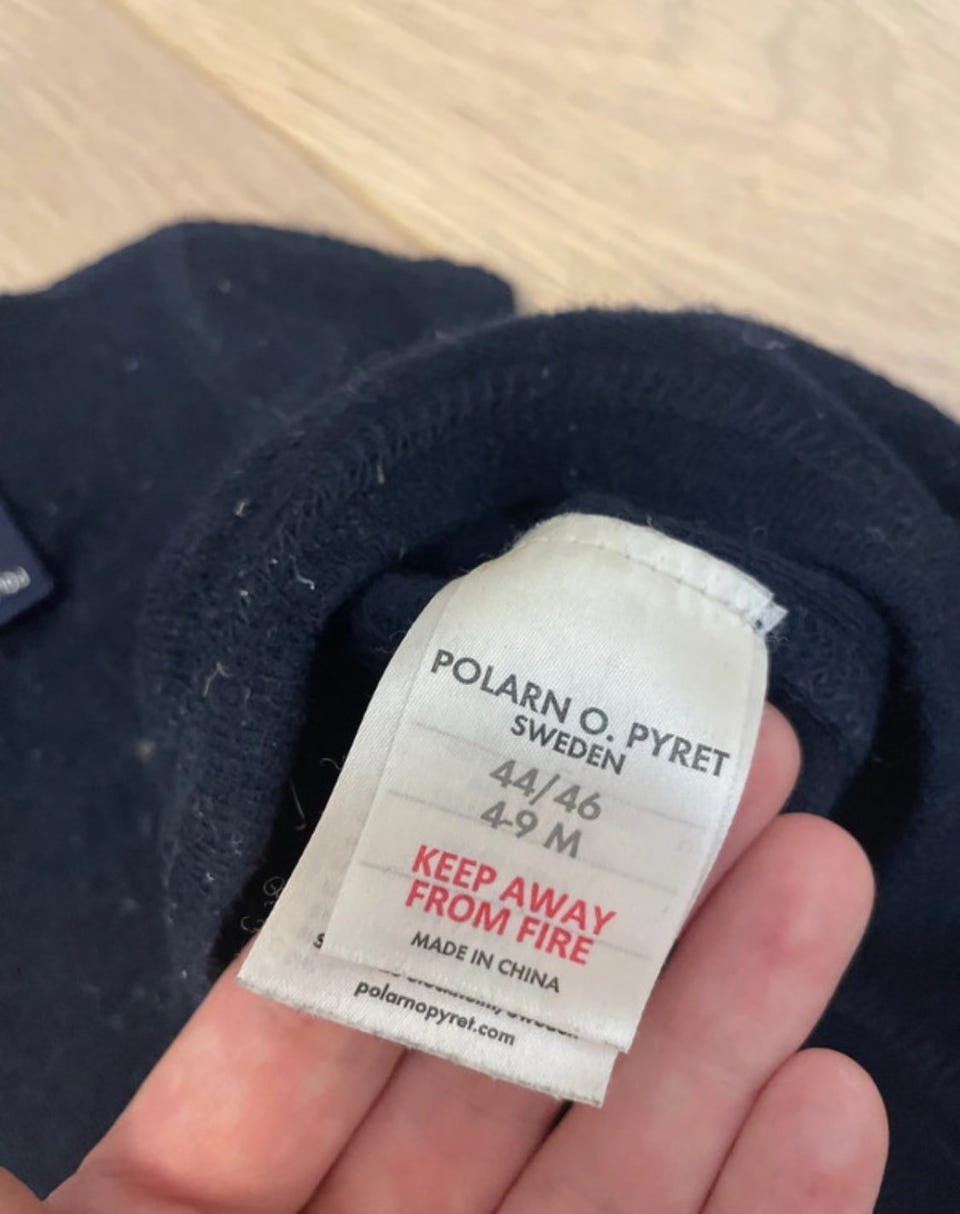 POLARN O. PYRET
SWEDEN
44/46
4-9 M
KEEP AWAY
FROM FIRE
MADE IN CHINA
polarnopyret.com